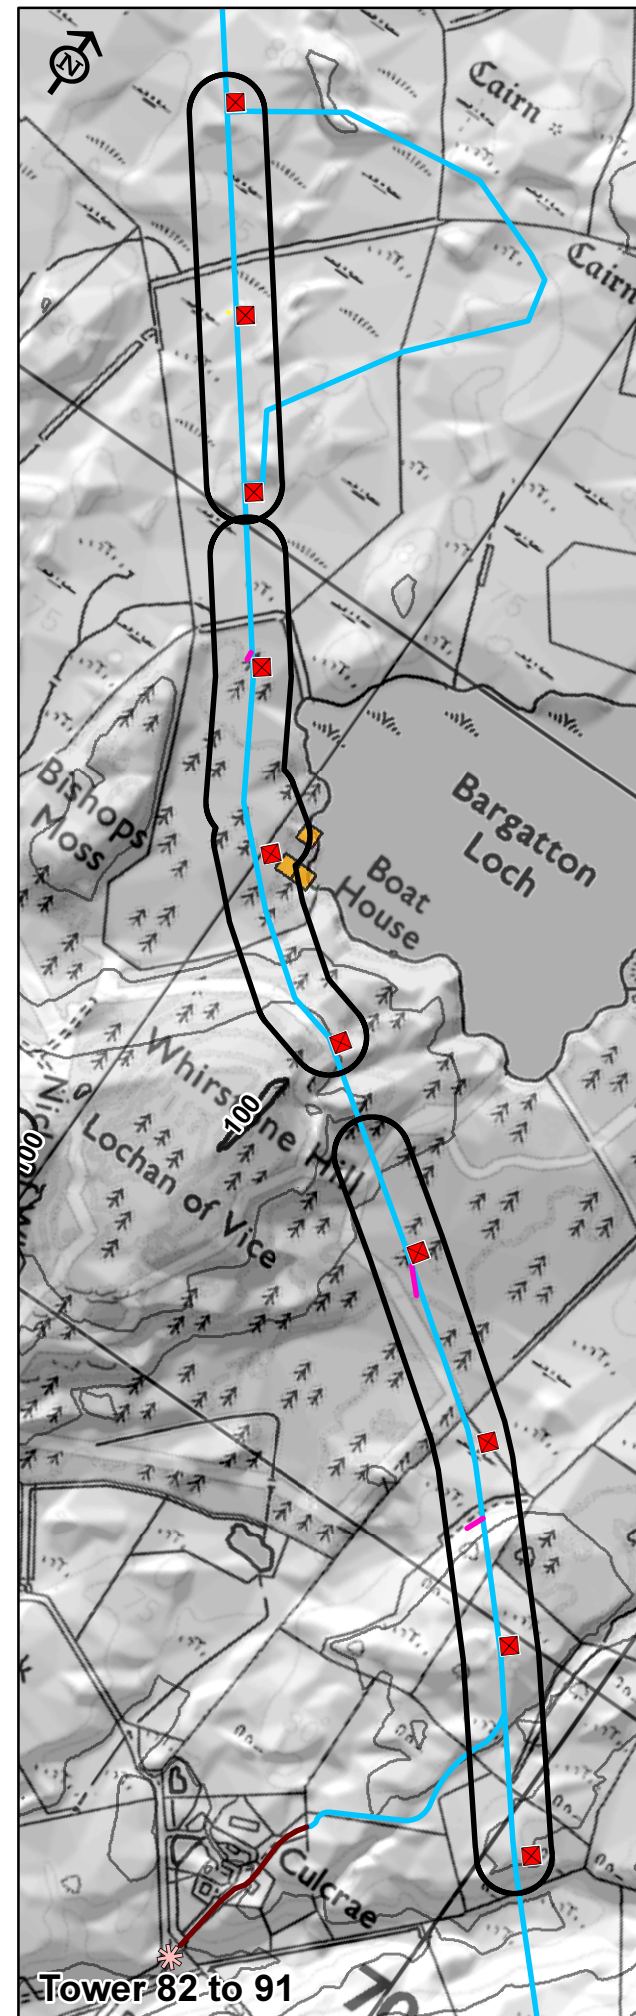 N
Cairn
Cairn
Bishops
Moss
Bargatton
Loch
Boat
House
Whirstone Hill
100
Lochan of Vice
Culcrae
Tower 82 to 91